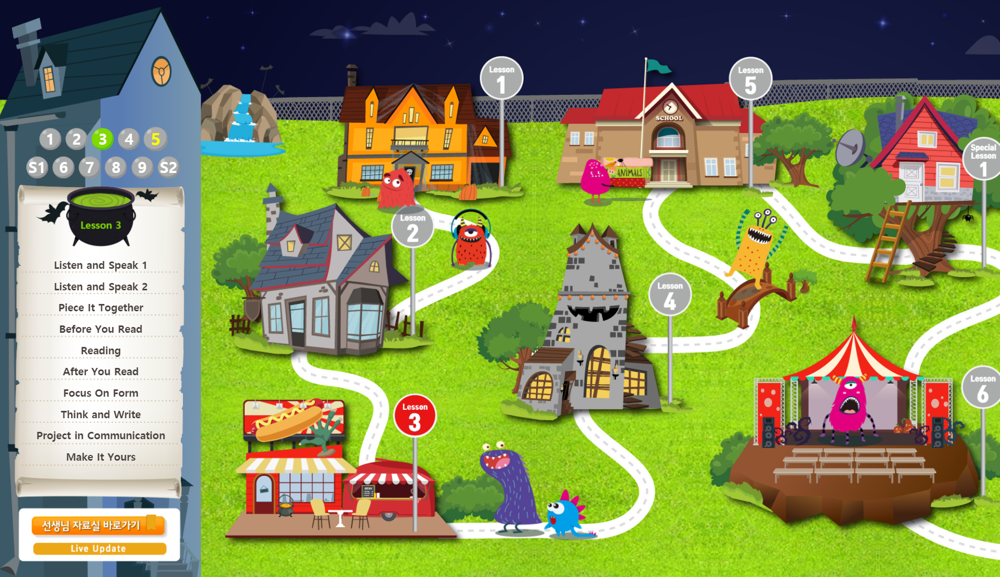 1 2 3 4 5
S1 6 7 8 9 S2
Lesson 3
Listen and Speak 1
Listen and Speak 2
Piece It Together
Before You Read
Reading
After You Read
Focus On Form
Think and Write
Project in Communication
Make It Yours
선생님 자료실 바로가기
Live Update
Lesson
1
Lesson
5
SCHOOL
ANIMALS
Special
Lesson
1
Lesson
2
Lesson
4
Lesson
6
Lesson
3
MENU